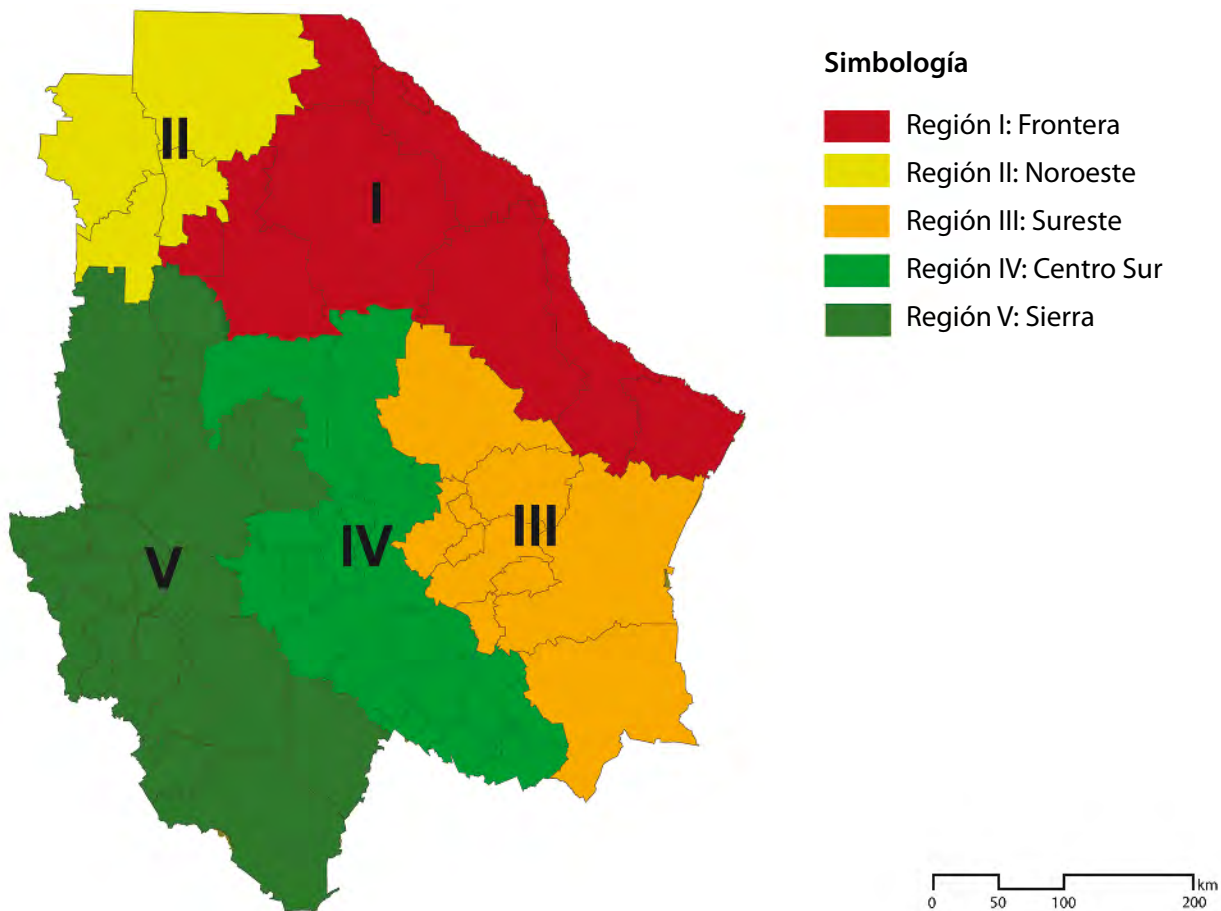 Simbología
Región I: Frontera
Región II: Noroeste
Región III: Sureste
Región IV: Centro Sur
Región V: Sierra
II
I
III
IV
V
km
0 50 100 200